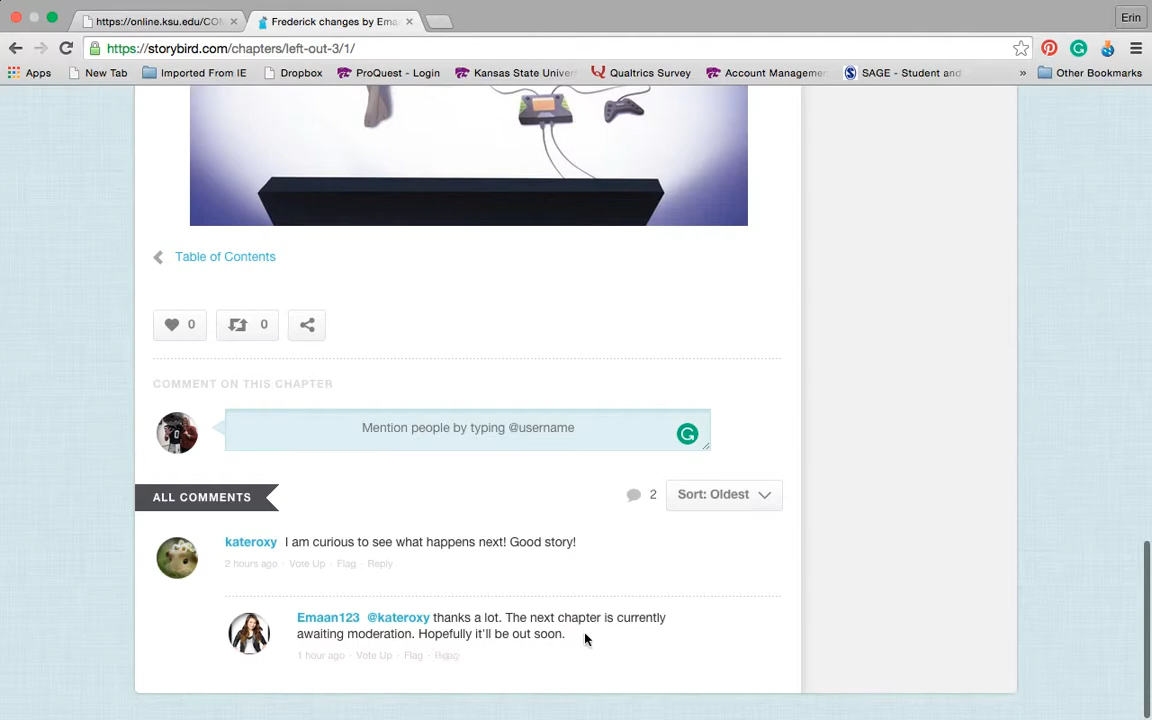 https://online.ksu.edu/CO
Frederick changes by Ema
Erin
https://storybird.com/chapters/left-out-3/1/
Apps
New Tab
Imported From IE
Dropbox
ProQuest - Login
Kansas State Univer
Qualtrics Survey
Account Manageme
SAGE - Student and
»
Other Bookmarks
Table of Contents
0
0
COMMENT ON THIS CHAPTER
Mention people by typing @username
ALL COMMENTS
2
Sort: Oldest
kateroxy I am curious to see what happens next! Good story!
2 hours ago · Vote Up · Flag · Reply
Emaan123 @kateroxy thanks a lot. The next chapter is currently
awaiting moderation. Hopefully it'll be out soon.
1 hour ago · Vote Up · Flag ·